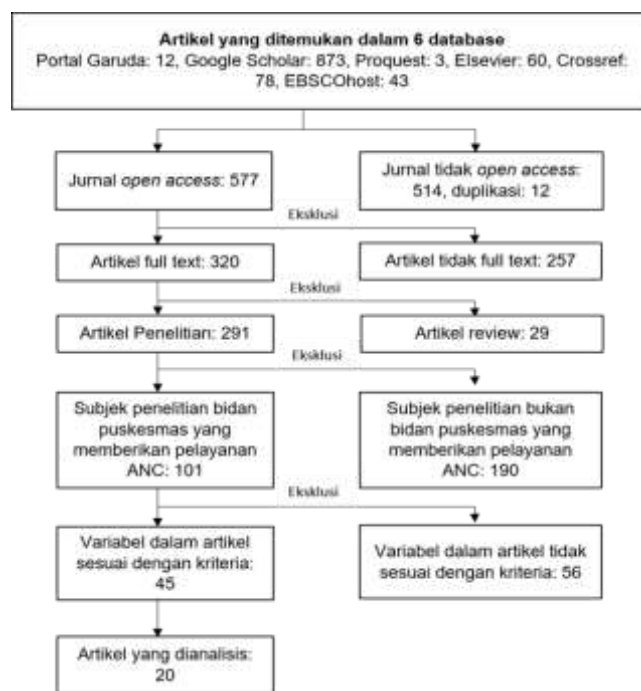 Artikel yang ditemukan dalam 6 database
Portal Garuda: 12, Google Scholar: 873, Proquest: 3, Elsevier: 60, Crossref:
78, EBSCOhost: 43
Jurnal open access: 577
Jurnal tidak open access:
514, duplikasi: 12
Eksklusi
Artikel full text: 320
Artikel tidak full text: 257
Eksklusi
Artikel Penelitian: 291
Artikel review: 29
Eksklusi
Subjek penelitian bidan
puskesmas yang
memberikan pelayanan
ANC: 101
Subjek penelitian bukan
bidan puskesmas yang
memberikan pelayanan
ANC: 190
Eksklusi
Variabel dalam artikel
sesuai dengan kriteria:
45
Variabel dalam artikel tidak
sesuai dengan kriteria: 56
Artikel yang dianalisis:
20